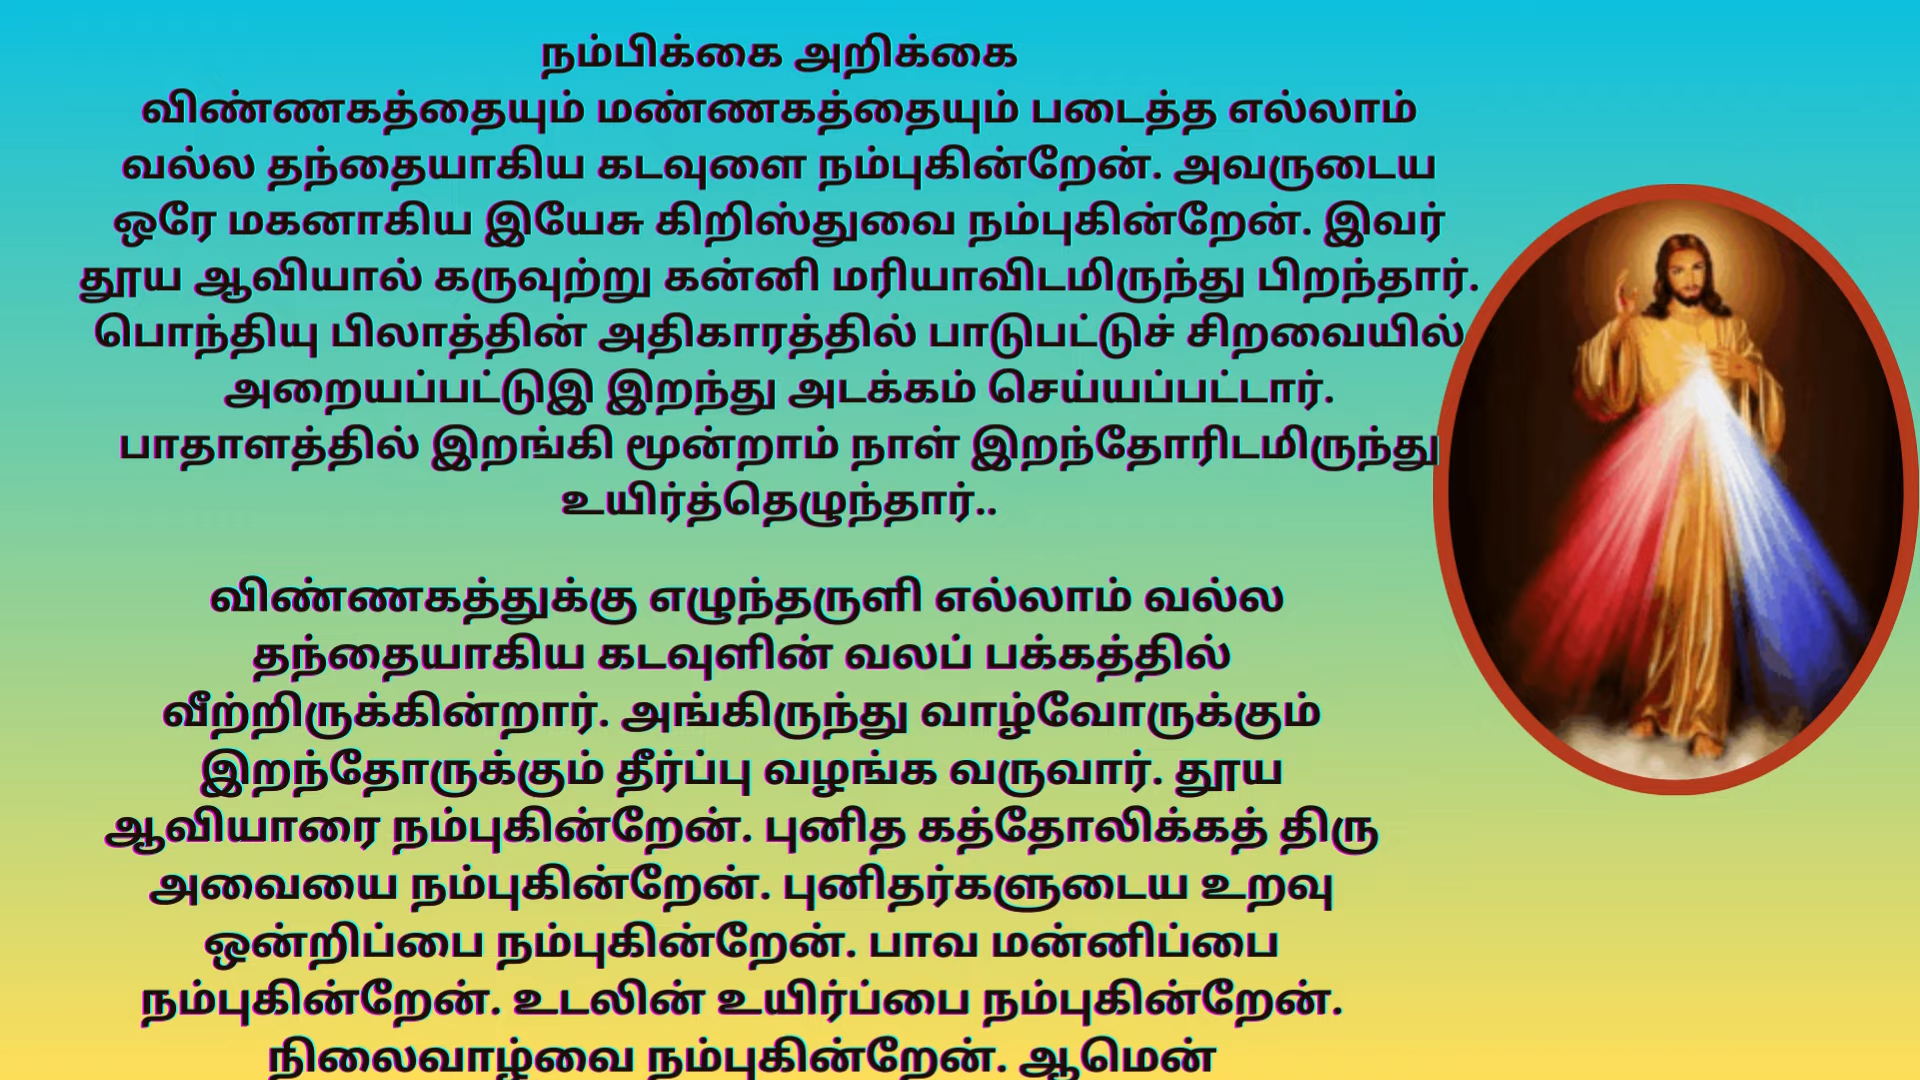 நம்பிக்கை அறிக்கை
விண்ணகத்தையும் மண்ணகத்தையும் படைத்த எல்லாம்
வல்ல தந்தையாகிய கடவுளை நம்புகின்றேன். அவருடைய
ஒரே மகனாகிய இயேசு கிறிஸ்துவை நம்புகின்றேன். இவர்
தூய ஆவியால் கருவுற்று கன்னி மரியாவிடமிருந்து பிறந்தார்.
பொந்தியு பிலாத்தின் அதிகாரத்தில் பாடுபட்டுச் சிறவையில்
அறையப்பட்டுஇ இறந்து அடக்கம் செய்யப்பட்டார்.
பாதாளத்தில் இறங்கி மூன்றாம் நாள் இறந்தோரிடமிருந்து
உயிர்த்தெழுந்தார்..
விண்ணகத்துக்கு எழுந்தருளி எல்லாம் வல்ல
தந்தையாகிய கடவுளின் வலப் பக்கத்தில்
வீற்றிருக்கின்றார். அங்கிருந்து வாழ்வோருக்கும்
இறந்தோருக்கும் தீர்ப்பு வழங்க வருவார். தூய
ஆவியாரை நம்புகின்றேன். புனித கத்தோலிக்கத் திரு
அவையை நம்புகின்றேன். புனிதர்களுடைய உறவு
ஒன்றிப்பை நம்புகின்றேன். பாவ மன்னிப்பை
நம்புகின்றேன். உடலின் உயிர்ப்பை நம்புகின்றேன்.
நிலைவாழ்வை நம்புகின்றேன். ஆமென்